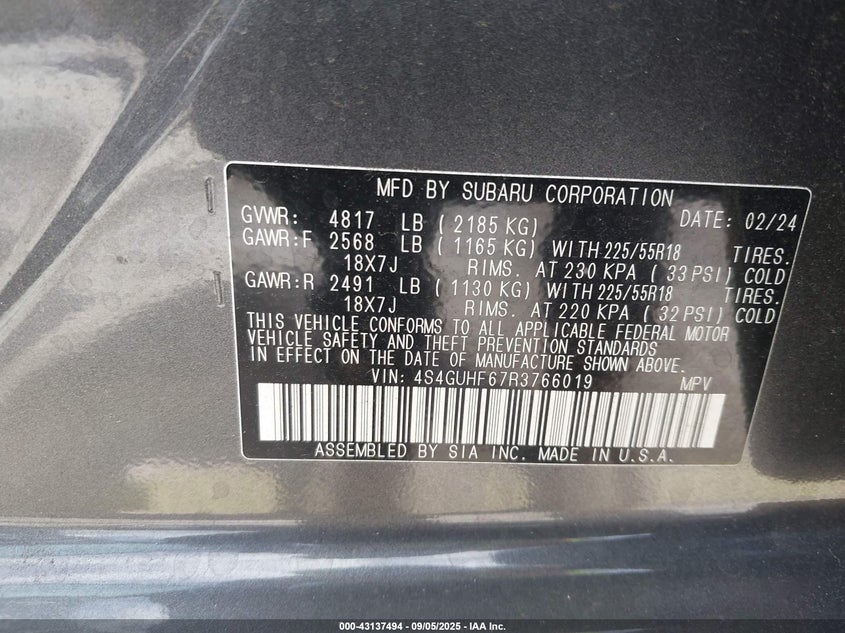 MFD BY SUBARU CORPORATION
GVWR: 4817 LB ( 2185 KG) DATE: 02/24
GAWR:F 2568 LB ( 1165 KG) WITH 225/55R18 TIRES.
18X7J RIMS. AT 230 KPA ( 33 PSI) COLD
GAWR:R 2491 LB ( 1130 KG) WITH 225/55R18 TIRES.
18X7J RIMS. AT 220 KPA ( 32 PSI) COLD
THIS VEHICLE CONFORMS TO ALL APPLICABLE FEDERAL MOTOR
VEHICLE SAFETY AND THEFT PREVENTION STANDARDS
IN EFFECT ON THE DATE OF MANUFACTURE SHOWN ABOVE.
VIN: 4S4GUHF67R3766019 MPV
ASSEMBLED BY SIA INC. MADE IN U.S.A.
000-43137494 - 09/05/2025 - IAA Inc.